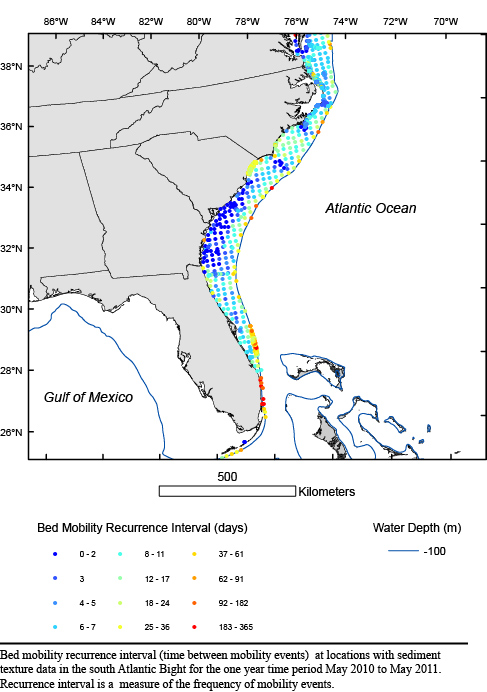 86°W 84°W 82°W 80°W 78°W 76°W 74°W 72°W 70°W
38°N
36°N
34°N
Atlantic Ocean
32°N
30°N
28°N
Gulf of Mexico
26°N
500
Kilometers
Bed Mobility Recurrence Interval (days) Water Depth (m)
0 - 2 8 - 11 37 - 61 -100
3 12 - 17 62 - 91
4 - 5 18 - 24 92 - 182
6 - 7 25 - 36 183 - 365
Bed mobility recurrence interval (time between mobility events) at locations with sediment
texture data in the south Atlantic Bight for the one year time period May 2010 to May 2011.
Recurrence interval is a measure of the frequency of mobility events.